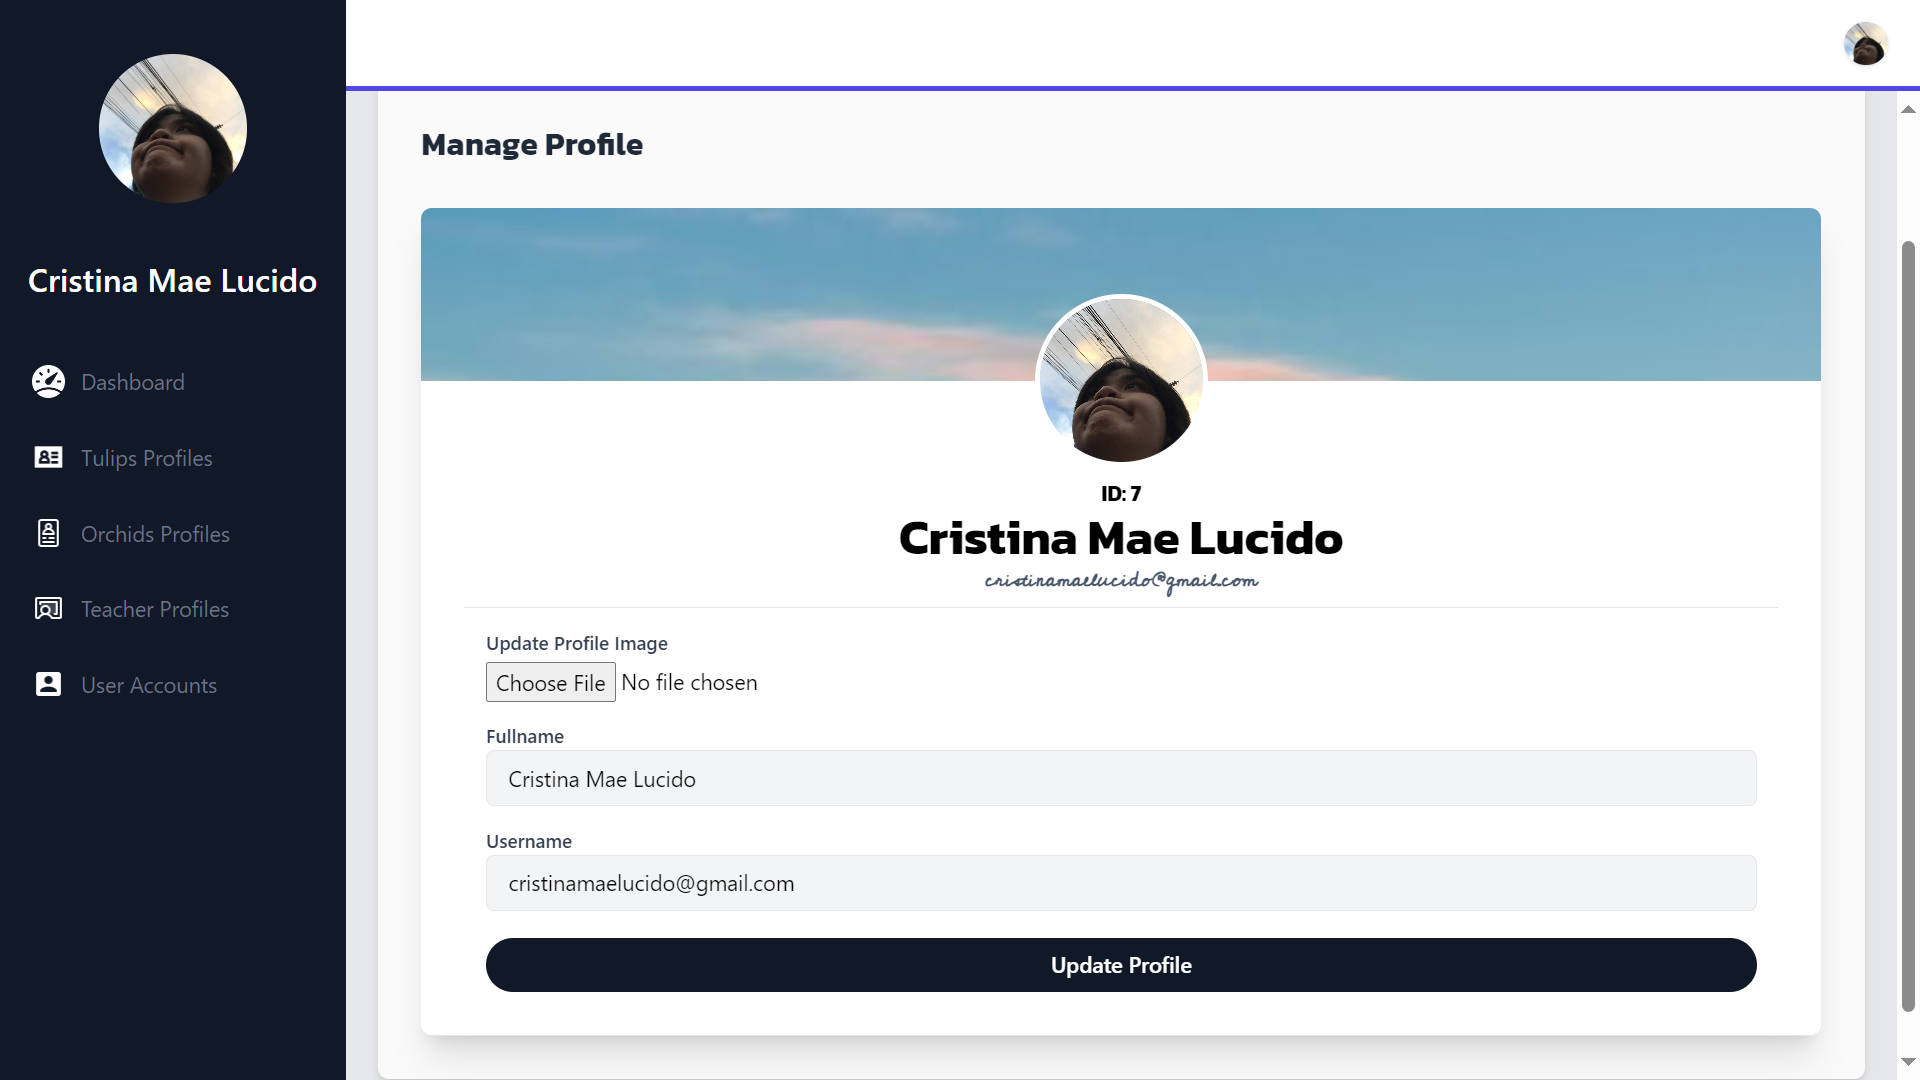 Cristina Mae Lucido
Dashboard
Tulips Profiles
Orchids Profiles
Teacher Profiles
User Accounts
Manage Profile
ID: 7
Cristina Mae Lucido
cristinamaelucido@gmail.com
Update Profile Image
Choose File No file chosen
Fullname
Cristina Mae Lucido
Username
cristinamaelucido@gmail.com
Update Profile